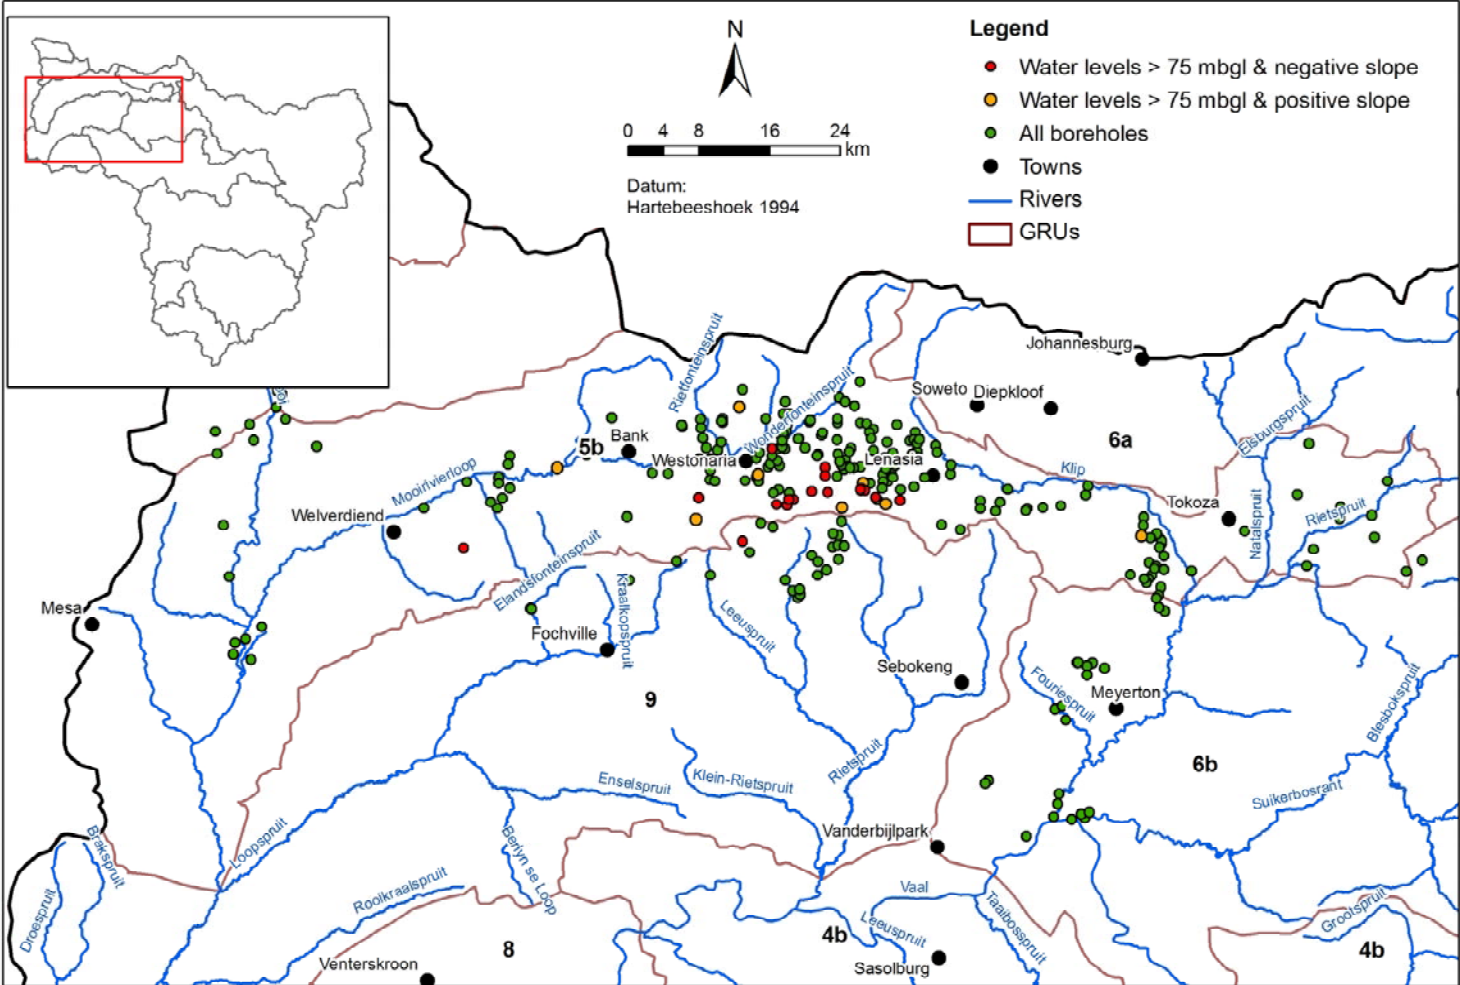 N
Legend
Water levels > 75 mbgl & negative slope
Water levels > 75 mbgl & positive slope
All boreholes
Towns
Rivers
GRUs
0 4 8 16 24
km
Datum:
Hartebeeshoek 1994
Johannesburg
Rietfonteinspruit
Wonderfonteinspruit
Soweto
Diepkloof
Elsburgspruit
5b
Bank
6a
Westonaria
Lenasia
Klip
Mooirivierloop
Welverdiend
Tokoza
Natalspruit
Rietspruit
Elandsfonteinspruit
Kraalkopspruit
Mesa
Fochville
Leeuspruit
Sebokeng
Fouriespruit
Meyerton
Blesbokspruit
9
Rietspruit
6b
Enselspruit
Klein-Rietspruit
Suikerbosrant
Loopspruit
Brakspruit
Berlyn se Loop
Vanderbijlpark
Droespruit
Roolkraalspruit
Vaal
Taaibosspruit
Leeuspruit
Grootspruit
8
4b
4b
Venterskroon
Sasolburg